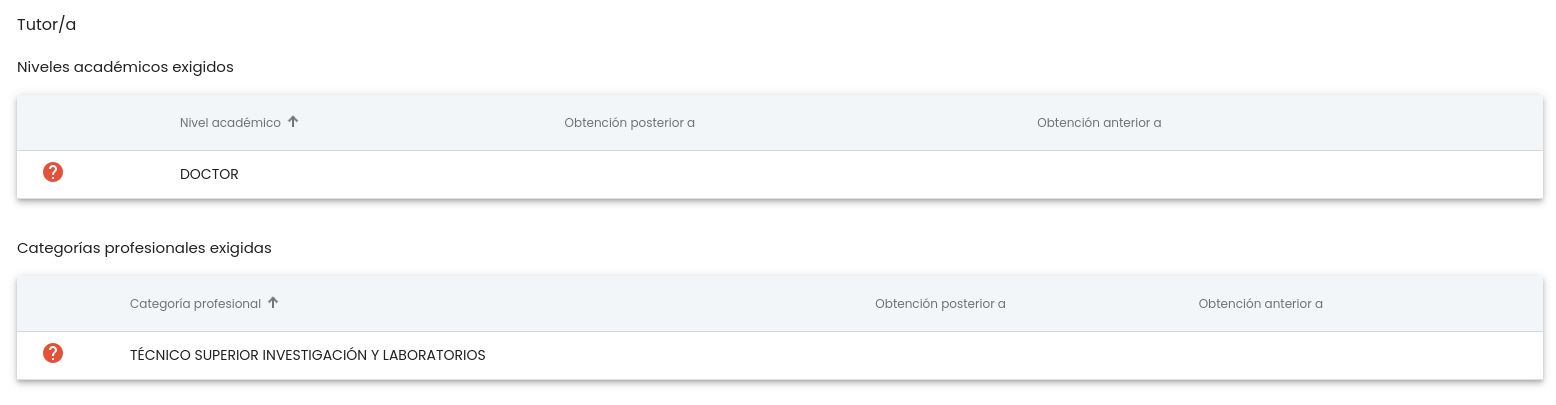 Tutor/a
Niveles académicos exigidos
Nivel académico Obtención posterior a Obtención anterior a
DOCTOR
Categorías profesionales exigidas
Categoría profesional Obtención posterior a Obtención anterior a
TÉCNICO SUPERIOR INVESTIGACIÓN Y LABORATORIOS